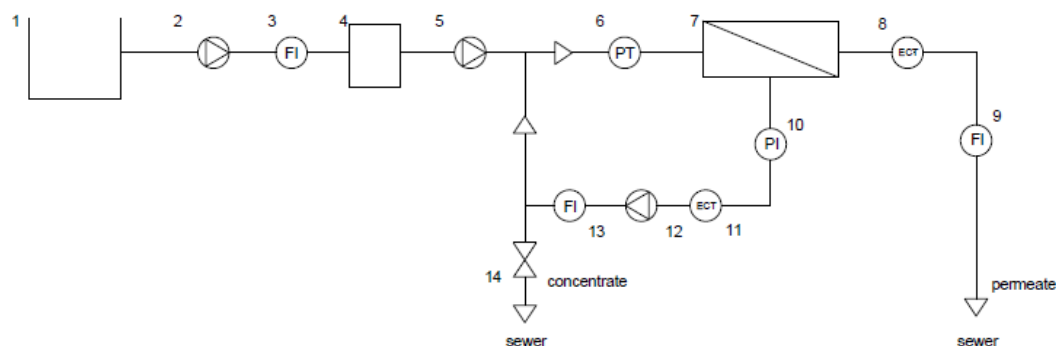 1 2 3 4 5 6 7 8
FI PT ECT
9
FI
10
PI
FI ECT
13 12 11
14 concentrate permeate
sewer sewer